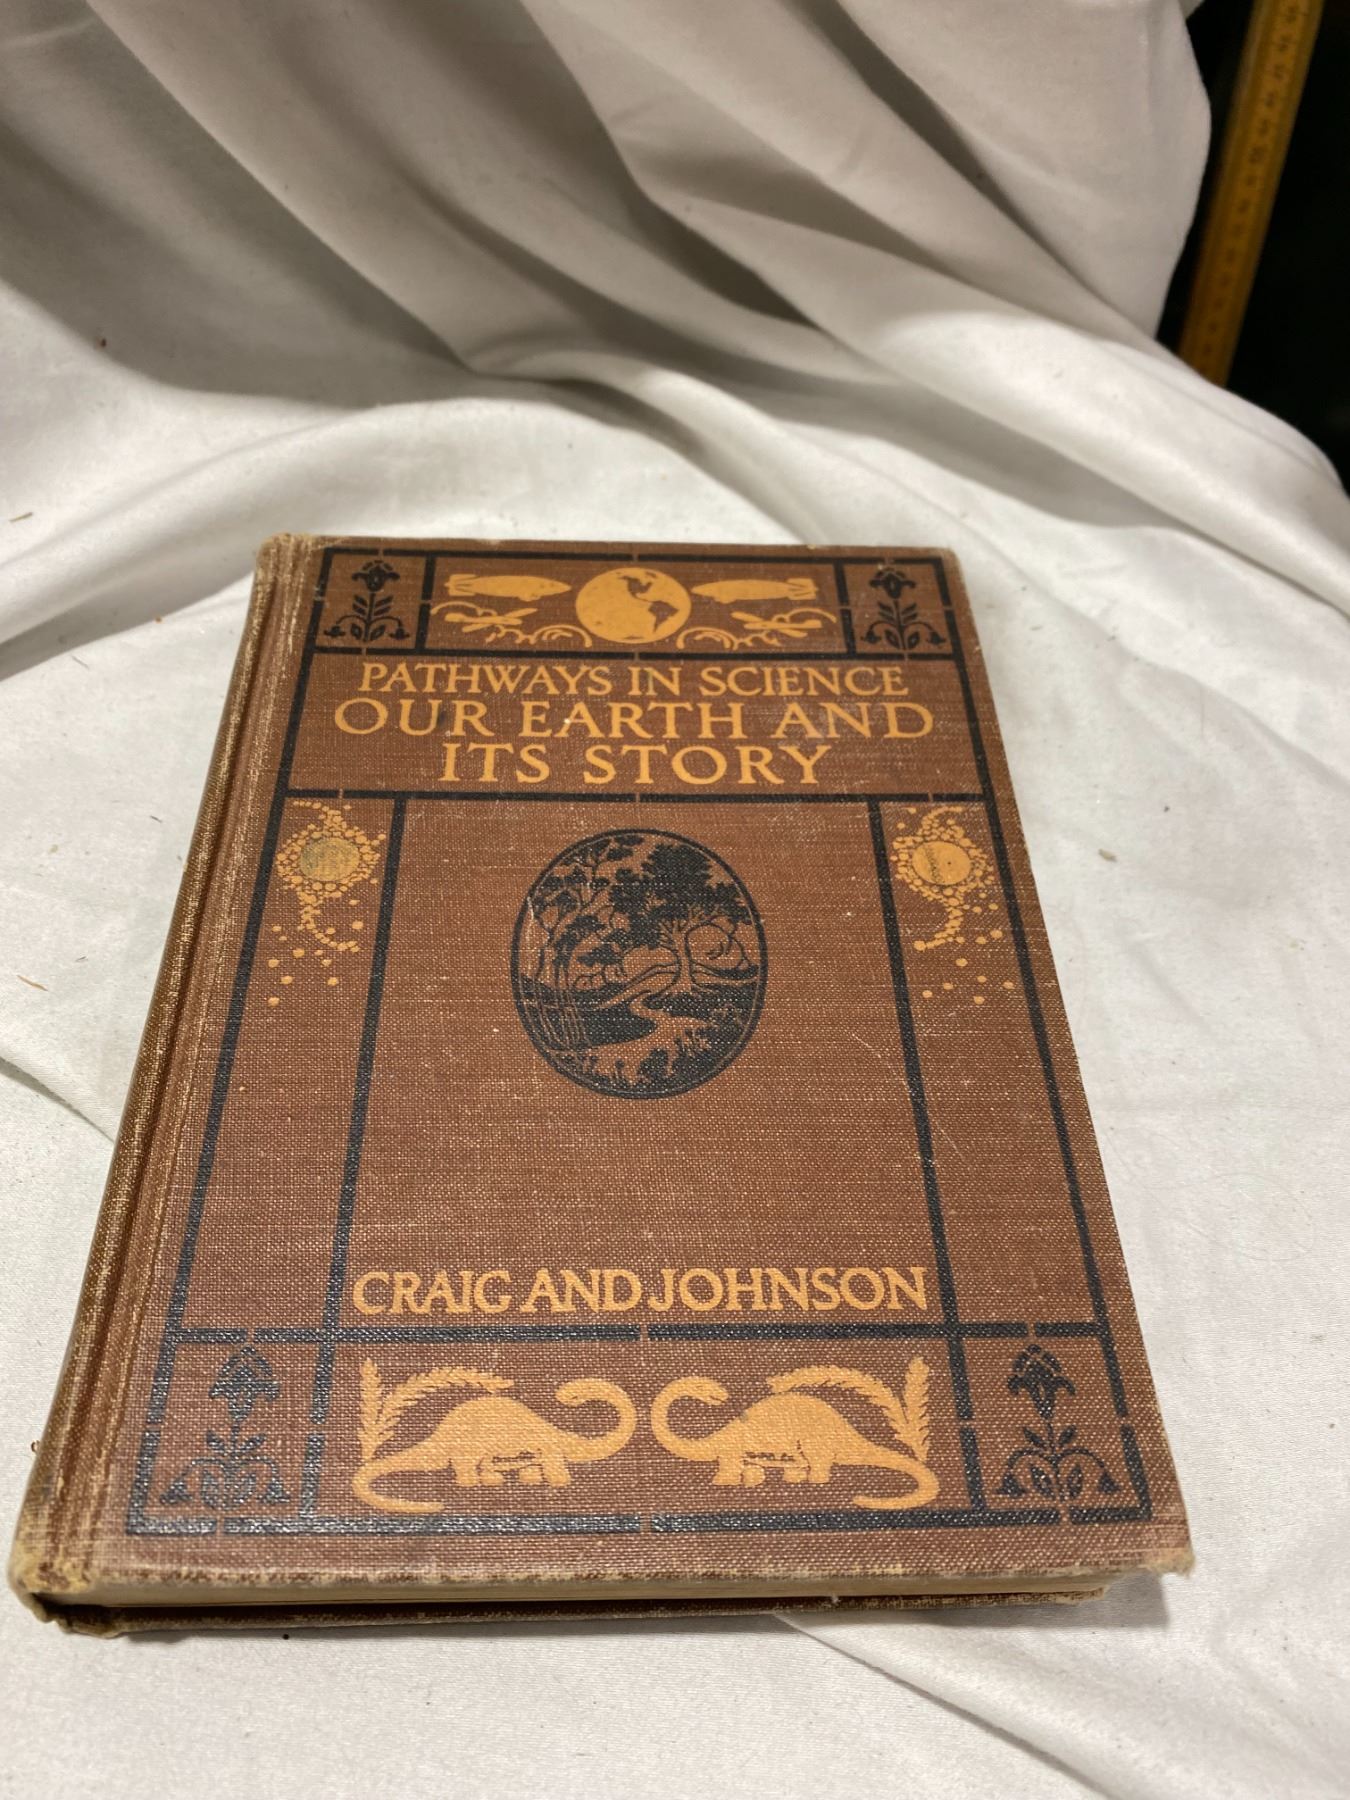 PATHWAYS IN SCIENCE
OUR EARTH AND
ITS STORY
CRAIG AND JOHNSON